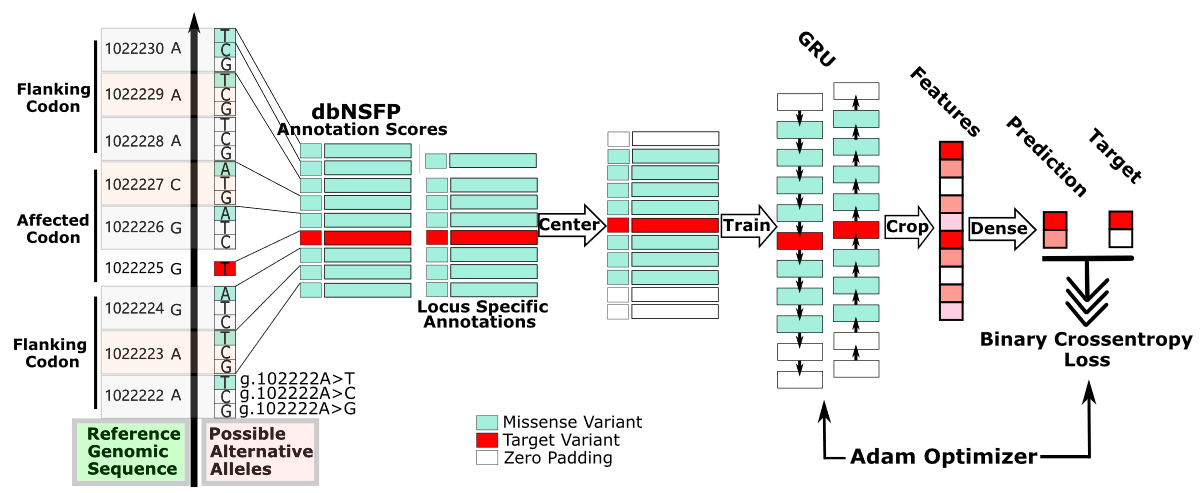 Flanking
Codon
Affected
Codon
Flanking
Codon
1022230 A
1022229 A
1022228 A
1022227 C
1022226 G
1022225 G
1022224 G
1022223 A
1022222 A
T
C
G
T
C
G
T
C
G
A
T
G
A
T
C
T
A
T
C
T
C
G
T
C
G
g.102222A>T
g.102222A>C
g.102222A>G
Reference
Genomic
Sequence
Possible
Alternative
Alleles
dbNSFP
Annotation Scores
Locus Specific
Annotations
Center
Train
GRU
Crop
Features
Dense
Prediction
Target
Binary Crossentropy
Loss
Adam Optimizer
Missense Variant
Target Variant
Zero Padding